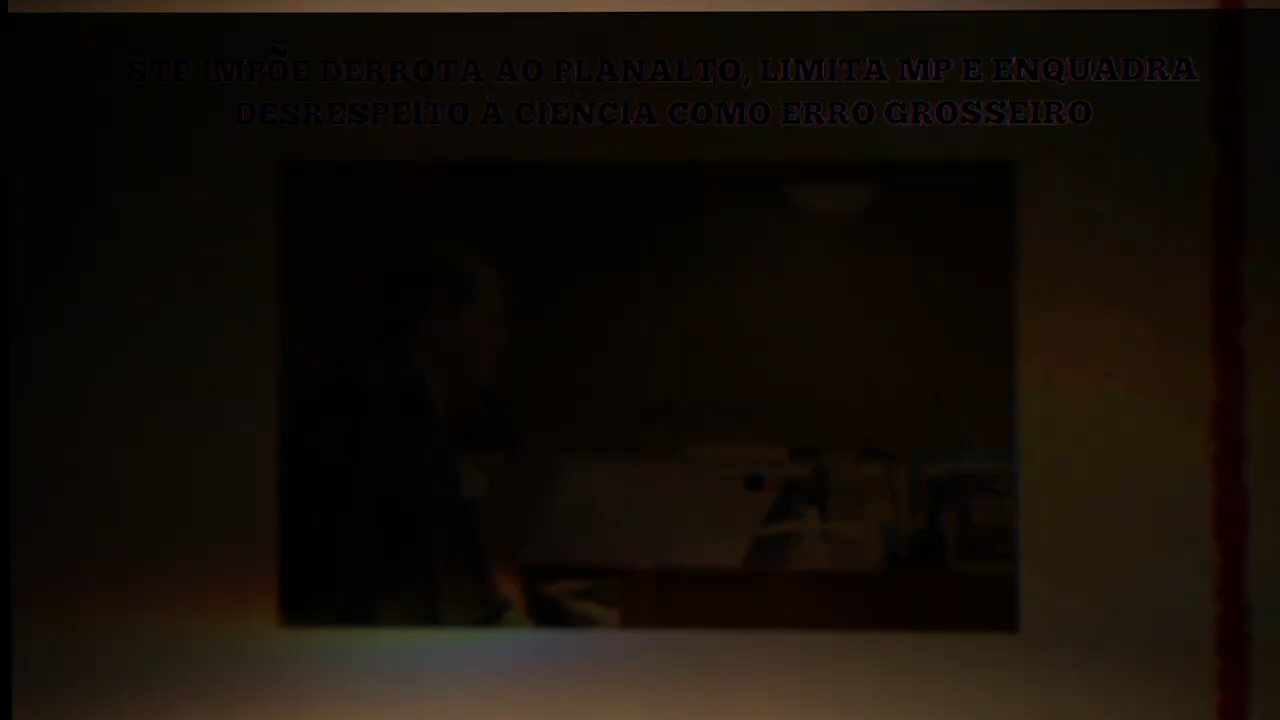 STF IMPÕE DERROTA AO PLANALTO, LIMITA MP E ENQUADRA
DESRESPEITO À CIÊNCIA COMO ERRO GROSSEIRO